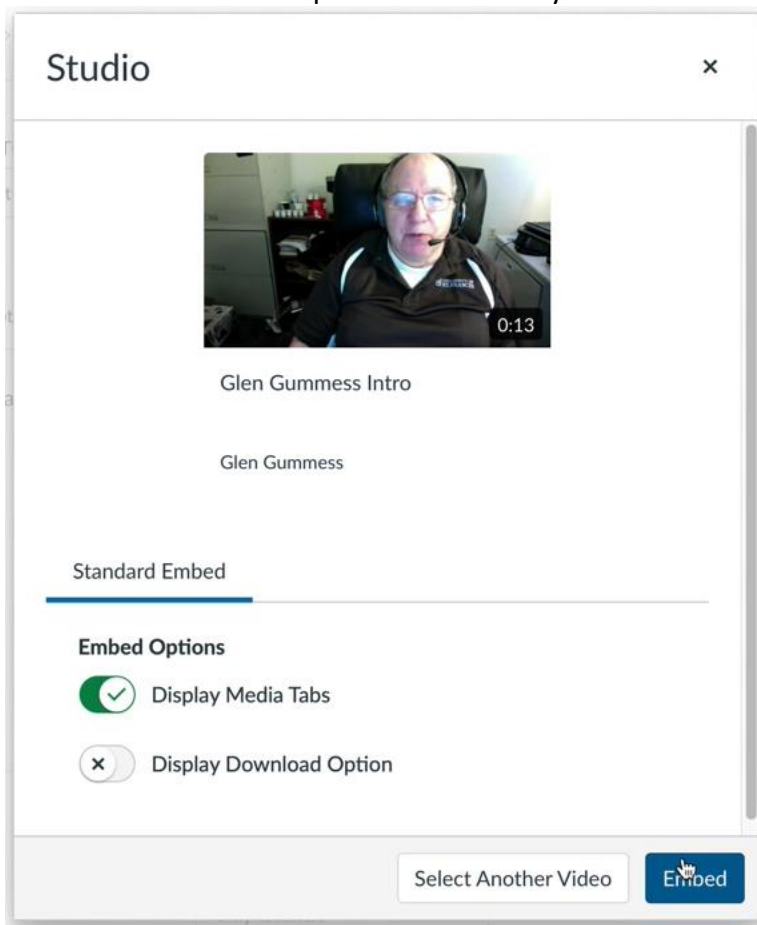 Studio
0:13
Glen Gummess Intro
Glen Gummess
Standard Embed
Embed Options
Display Media Tabs
Display Download Option
Select Another Video
Embed